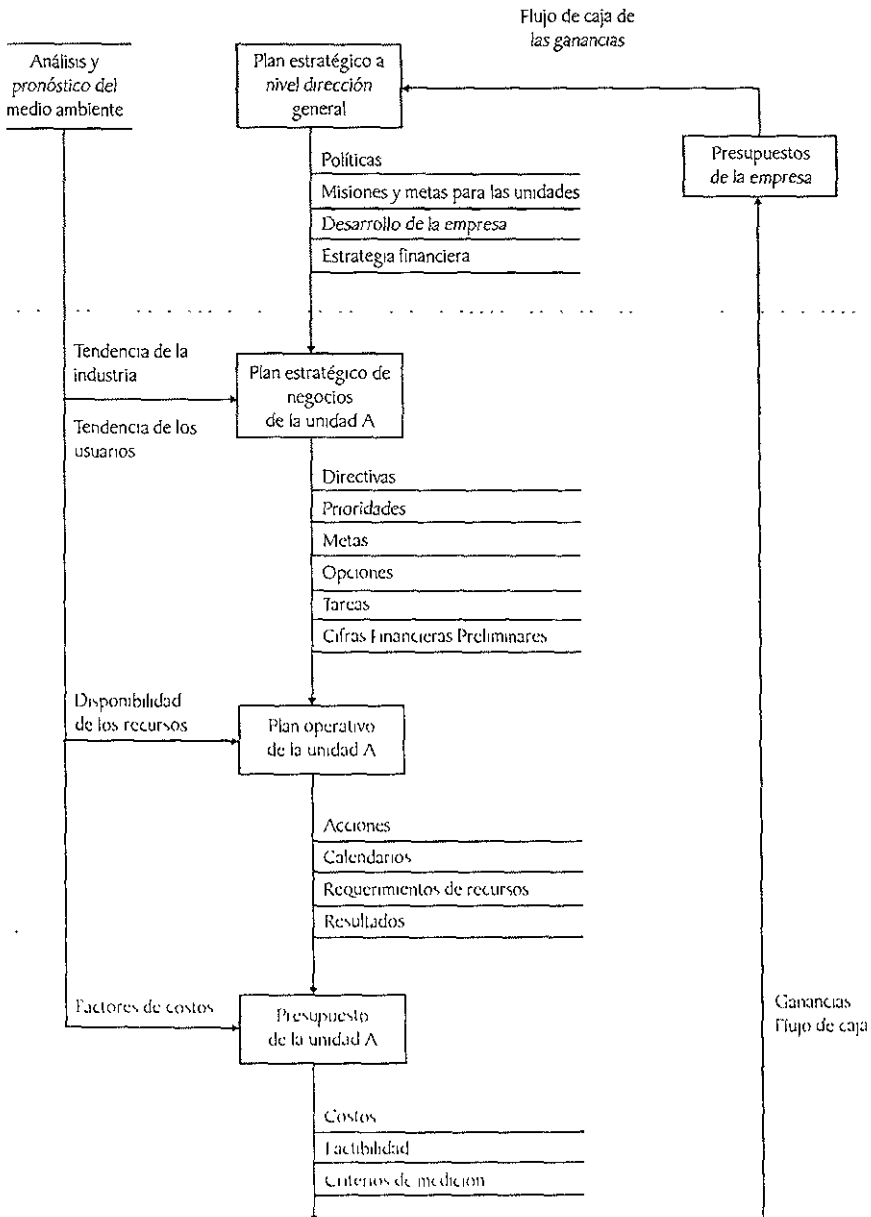 Flujo de caja de
las ganancias
Análisis y
pronóstico del
medio ambiente
Plan estratégico a
nivel dirección
general
Presupuestos
de la empresa
Políticas
Misiones y metas para las unidades
Desarrollo de la empresa
Estrategia financiera
Tendencia de la
industria
Tendencia de los
usuarios
Plan estratégico de
negocios
de la unidad A
Directivas
Prioridades
Metas
Opciones
Tareas
Cifras Financieras Preliminares
Disponibilidad
de los recursos
Plan operativo
de la unidad A
Acciones
Calendarios
Requerimientos de recursos
Resultados
Factores de costos
Presupuesto
de la unidad A
Ganancias
Flujo de caja
Costos
Factibilidad
Criterios de medición